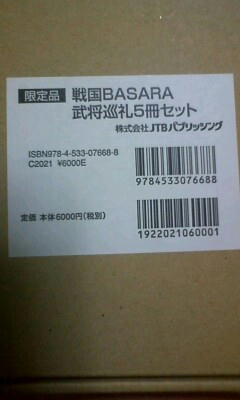 限定品 戦国BASARA
武将巡礼5冊セット
株式会社 JTBパブリッシング
ISBN978-4-533-07668-8
C2021 ¥6000E
9784533076688
定価 本体6000円(税別)
1922021060001